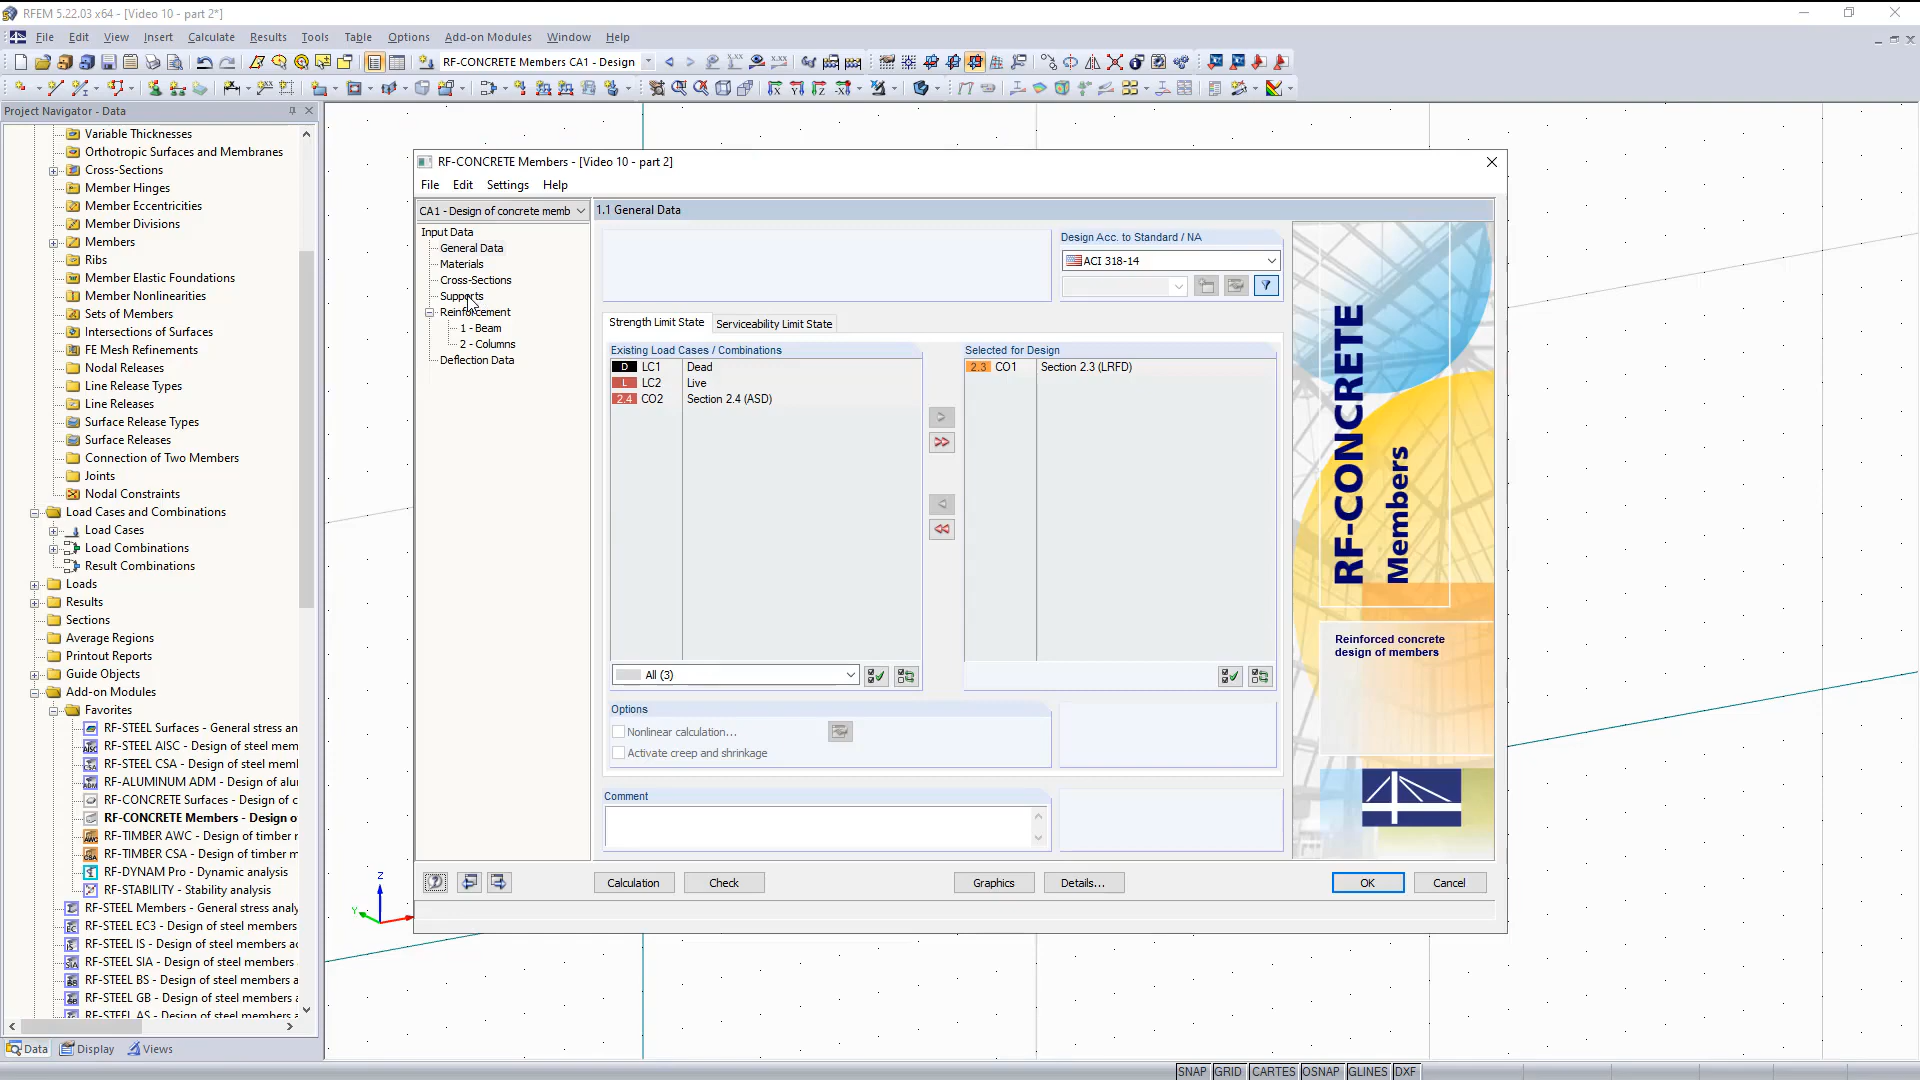 RFEM 5.22.03 x64 - [Video 10 - part 2*]
File Edit View Insert Calculate Results Tools Table Options Add-on Modules Window Help
RF-CONCRETE Members CA1 - Design
Project Navigator - Data
Variable Thicknesses
Orthotropic Surfaces and Membranes
Cross-Sections
Member Hinges
Member Eccentricities
Member Divisions
Members
Ribs
Member Elastic Foundations
Member Nonlinearities
Sets of Members
Intersections of Surfaces
FE Mesh Refinements
Nodal Releases
Line Release Types
Line Releases
Surface Release Types
Surface Releases
Connection of Two Members
Joints
Nodal Constraints
Load Cases and Combinations
Load Cases
Load Combinations
Result Combinations
Loads
Results
Sections
Average Regions
Printout Reports
Guide Objects
Add-on Modules
Favorites
RF-STEEL Surfaces - General stress an
RF-STEEL AISC - Design of steel mem
RF-STEEL CSA - Design of steel meml
RF-ALUMINUM ADM - Design of alu
RF-CONCRETE Surfaces - Design of c
RF-CONCRETE Members - Design o
RF-TIMBER AWC - Design of timber r
RF-TIMBER CSA - Design of timber m
RF-DYNAM Pro - Dynamic analysis
RF-STABILITY - Stability analysis
RF-STEEL Members - General stress analy
RF-STEEL EC3 - Design of steel members
RF-STEEL IS - Design of steel members ac
RF-STEEL SIA - Design of steel members
RF-STEEL BS - Design of steel members a
RF-STEEL GB - Design of steel members a
RF-STEEL AS - Design of steel members a
Data Display Views
RF-CONCRETE Members - [Video 10 - part 2]
File Edit Settings Help
CA1 - Design of concrete memb
Input Data
General Data
Materials
Cross-Sections
Supports
Reinforcement
1 - Beam
2 - Columns
Deflection Data
1.1 General Data
Design Acc. to Standard / NA
ACI 318-14
Strength Limit State
Serviceability Limit State
Existing Load Cases / Combinations
D LC1 Dead
L LC2 Live
2.4 CO2 Section 2.4 (ASD)
All (3)
Selected for Design
2.3 CO1 Section 2.3 (LRFD)
Options
Nonlinear calculation...
Activate creep and shrinkage
Comment
RF-CONCRETE
Members
Reinforced concrete
design of members
Calculation
Check
Graphics
Details...
OK
Cancel
Z
Y
SNAP GRID CARTES OSNAP GLINES DXF